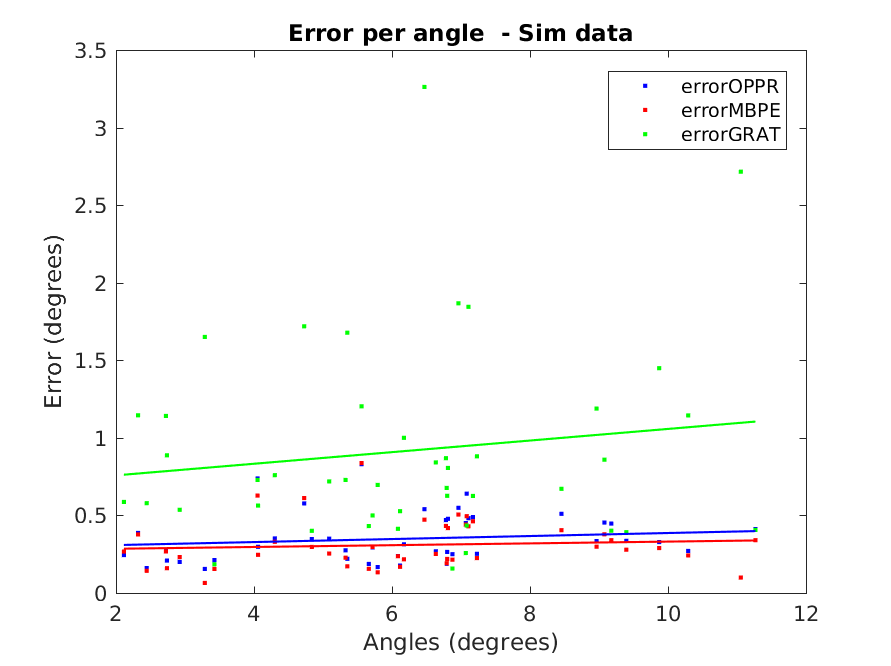 Error per angle - Sim data
errorOPPR
errorMBPE
errorGRAT
Error (degrees)
3.5
3
2.5
2
1.5
1
0.5
0
2
4
6
8
10
12
Angles (degrees)